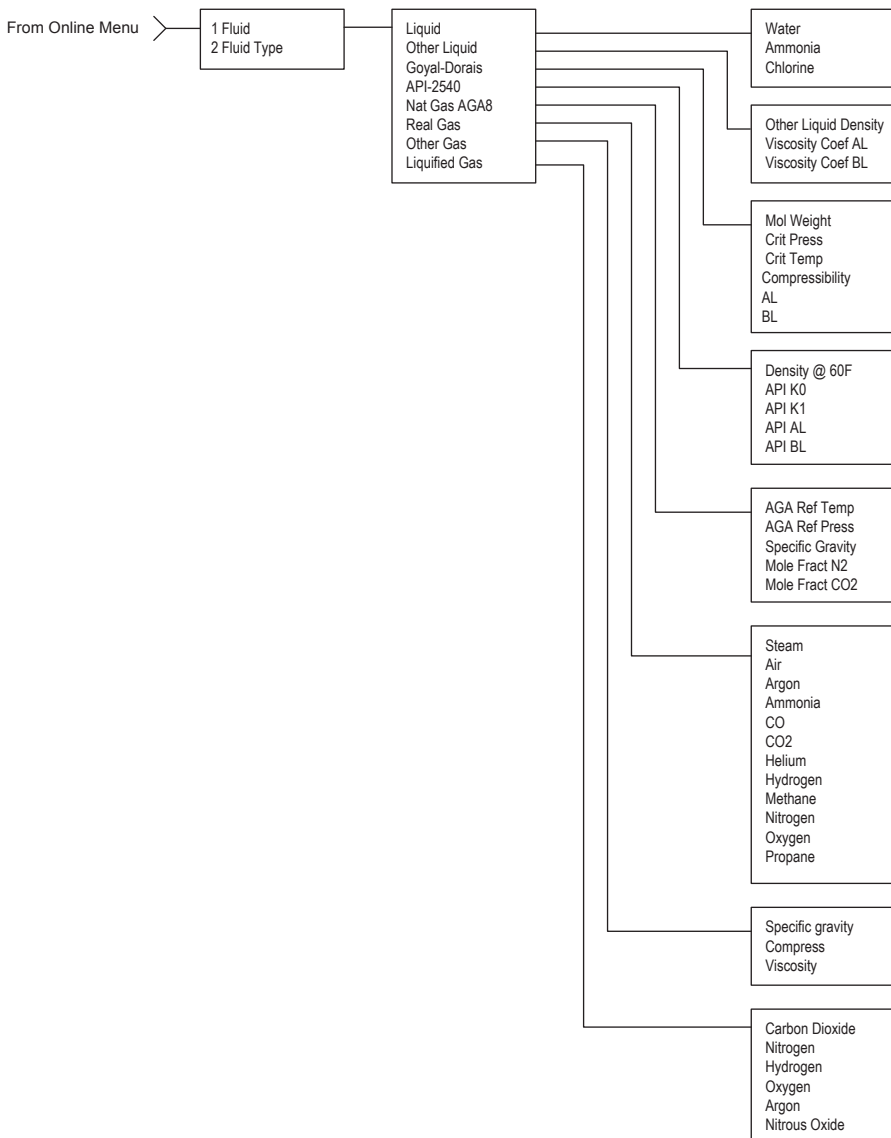 From Online Menu
1 Fluid
2 Fluid Type
Liquid
Other Liquid
Goyal-Dorais
API-2540
Nat Gas AGA8
Real Gas
Other Gas
Liquified Gas
Water
Ammonia
Chlorine
Other Liquid Density
Viscosity Coef AL
Viscosity Coef BL
Mol Weight
Crit Press
Crit Temp
Compressibility
AL
BL
Density @ 60F
API K0
API K1
API AL
API BL
AGA Ref Temp
AGA Ref Press
Specific Gravity
Mole Fract N2
Mole Fract CO2
Steam
Air
Argon
Ammonia
CO
CO2
Helium
Hydrogen
Methane
Nitrogen
Oxygen
Propane
Specific gravity
Compress
Viscosity
Carbon Dioxide
Nitrogen
Hydrogen
Oxygen
Argon
Nitrous Oxide